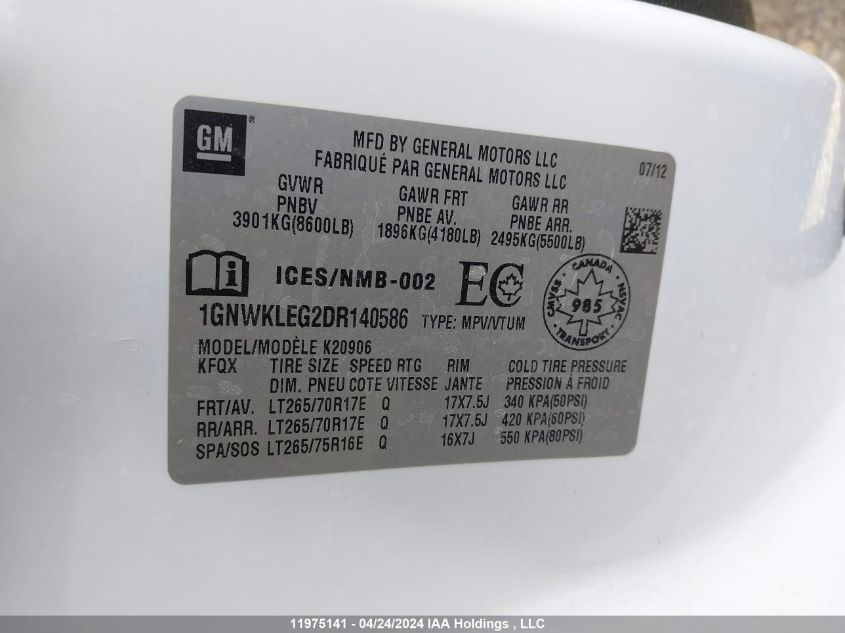 GM ®
MFD BY GENERAL MOTORS LLC
FABRIQUÉ PAR GENERAL MOTORS LLC
07/12
GVWR GAWR FRT GAWR RR
PNBV PNBE AV. PNBE ARR.
3901KG(8600LB) 1896KG(4180LB) 2495KG(5500LB)
ICES/NMB-002 EC
CANADA CMVSS NSVAC 985 TRANSPORT
1GNWKLEG2DR140586 TYPE: MPV/VTUM
MODEL/MODÈLE K20906
KFQX TIRE SIZE SPEED RTG RIM COLD TIRE PRESSURE
DIM. PNEU COTE VITESSE JANTE PRESSION À FROID
FRT/AV. LT265/70R17E Q 17X7.5J 340 KPA(50PSI)
RR/ARR. LT265/70R17E Q 17X7.5J 420 KPA(60PSI)
SPA/SOS LT265/75R16E Q 16X7J 550 KPA(80PSI)
11975141 - 04/24/2024 IAA Holdings , LLC